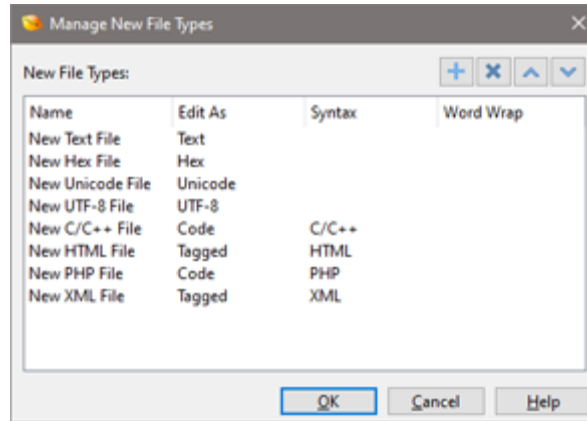 Manage New File Types
New File Types:
Name Edit As Syntax Word Wrap
New Text File Text
New Hex File Hex
New Unicode File Unicode
New UTF-8 File UTF-8
New C/C++ File Code C/C++
New HTML File Tagged HTML
New PHP File Code PHP
New XML File Tagged XML
OK Cancel Help